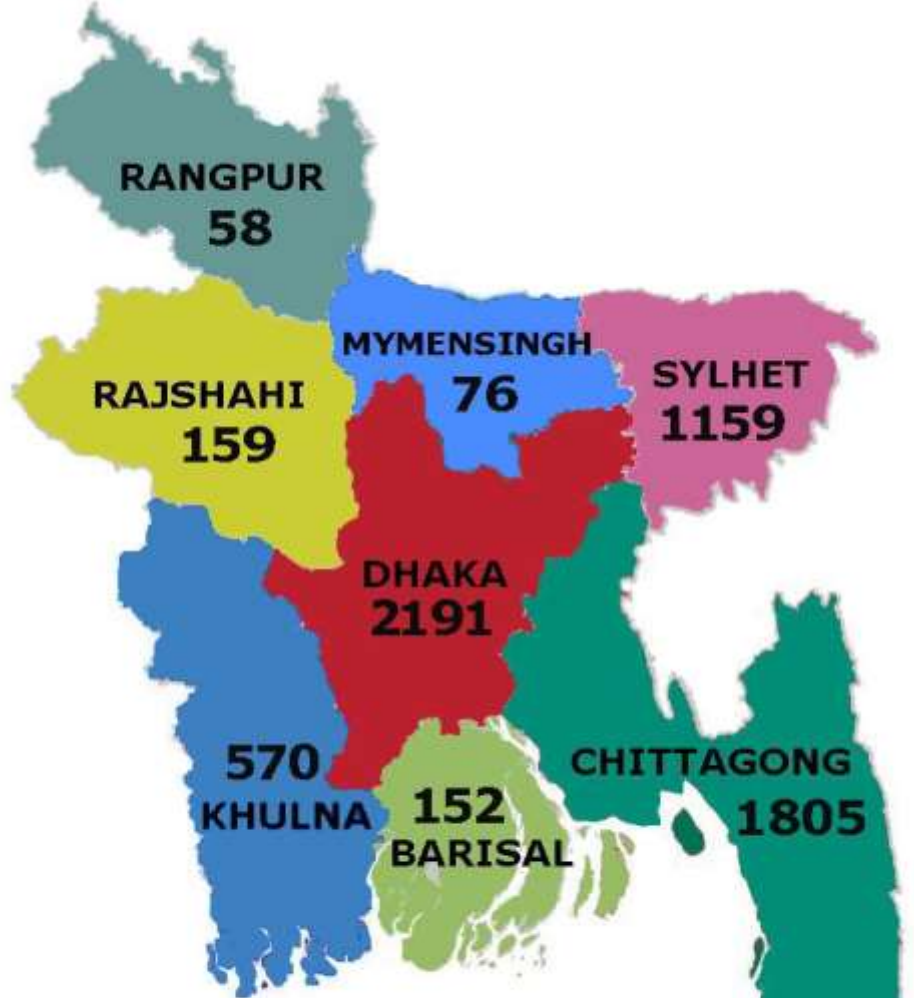 RANGPUR
58
MYMENSINGH
76
SYLHET
1159
RAJSHAHI
159
DHAKA
2191
570
KHULNA
152
BARISAL
CHITTAGONG
1805